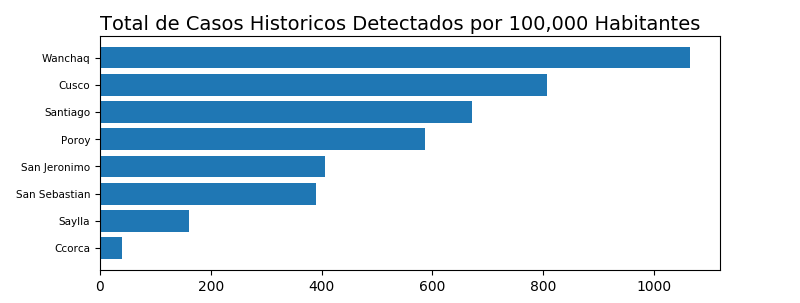 Total de Casos Historicos Detectados por 100,000 Habitantes
Wanchaq
Cusco
Santiago
Poroy
San Jeronimo
San Sebastian
Saylla
Ccorca
0 200 400 600 800 1000